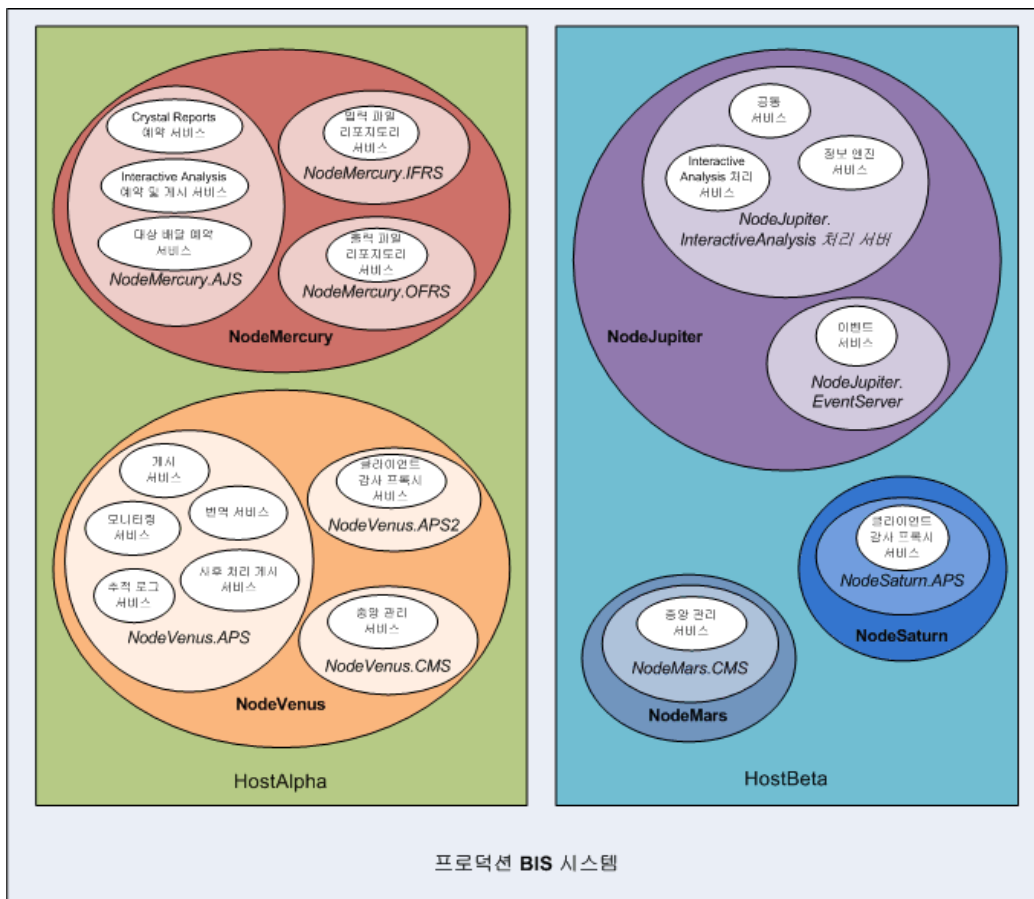 Crystal Reports
예약 서비스
Interactive Analysis
예약 및 게시 서비스
대상 배달 예약
서비스
NodeMercury.AJS
입력 파일
리포지토리
서비스
NodeMercury.IFRS
출력 파일
리포지토리
서비스
NodeMercury.OFRS
NodeMercury
게시
서비스
모니터링
서비스
번역 서비스
추적 로그
서비스
사후 처리 게시
서비스
NodeVenus.APS
클라이언트
감사 프록시
서비스
NodeVenus.APS2
중앙 관리
서비스
NodeVenus.CMS
NodeVenus
HostAlpha
공통
서비스
Interactive
Analysis 처리
서비스
정보 엔진
서비스
NodeJupiter.
InteractiveAnalysis 처리 서버
NodeJupiter
이벤트
서비스
NodeJupiter.
EventServer
클라이언트
감사 프록시
서비스
NodeSaturn.APS
NodeSaturn
중앙 관리
서비스
NodeMars.CMS
NodeMars
HostBeta
프로덕션 BIS 시스템